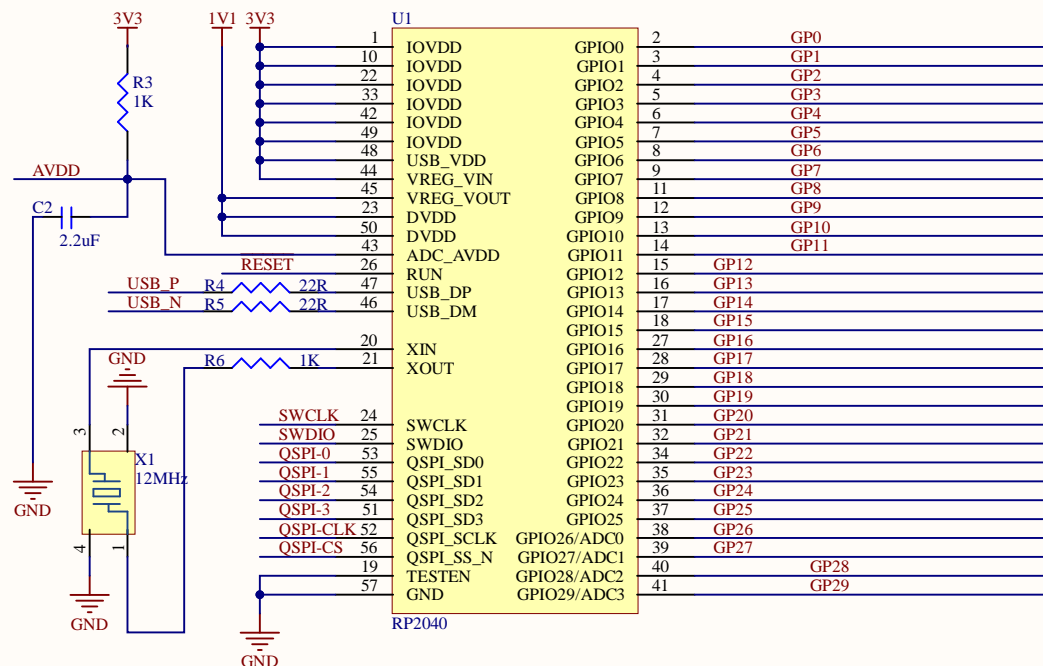 3V3 1V1 3V3 U1
1 IOVDD GPIO0 2 GP0
10 IOVDD GPIO1 3 GP1
22 IOVDD GPIO2 4 GP2
R3 33 IOVDD GPIO3 5 GP3
1K 42 IOVDD GPIO4 6 GP4
49 IOVDD GPIO5 7 GP5
48 USB_VDD GPIO6 8 GP6
AVDD 44 VREG_VIN GPIO7 9 GP7
45 VREG_VOUT GPIO8 11 GP8
C2 23 DVDD GPIO9 12 GP9
2.2uF 50 DVDD GPIO10 13 GP10
43 ADC_AVDD GPIO11 14 GP11
RESET 26 RUN GPIO12 15 GP12
USB_P R4 22R 47 USB_DP GPIO13 16 GP13
USB_N R5 22R 46 USB_DM GPIO14 17 GP14
GPIO15 18 GP15
20 XIN GPIO16 27 GP16
GND R6 1K 21 XOUT GPIO17 28 GP17
GPIO18 29 GP18
GPIO19 30 GP19
SWCLK 24 SWCLK GPIO20 31 GP20
3 2 SWDIO 25 SWDIO GPIO21 32 GP21
X1 QSPI-0 53 QSPI_SD0 GPIO22 34 GP22
12MHz QSPI-1 55 QSPI_SD1 GPIO23 35 GP23
QSPI-2 54 QSPI_SD2 GPIO24 36 GP24
GND QSPI-3 51 QSPI_SD3 GPIO25 37 GP25
QSPI-CLK 52 QSPI_SCLK GPIO26/ADC0 38 GP26
4 1 QSPI-CS 56 QSPI_SS_N GPIO27/ADC1 39 GP27
19 TESTEN GPIO28/ADC2 40 GP28
57 GND GPIO29/ADC3 41 GP29
GND RP2040
GND